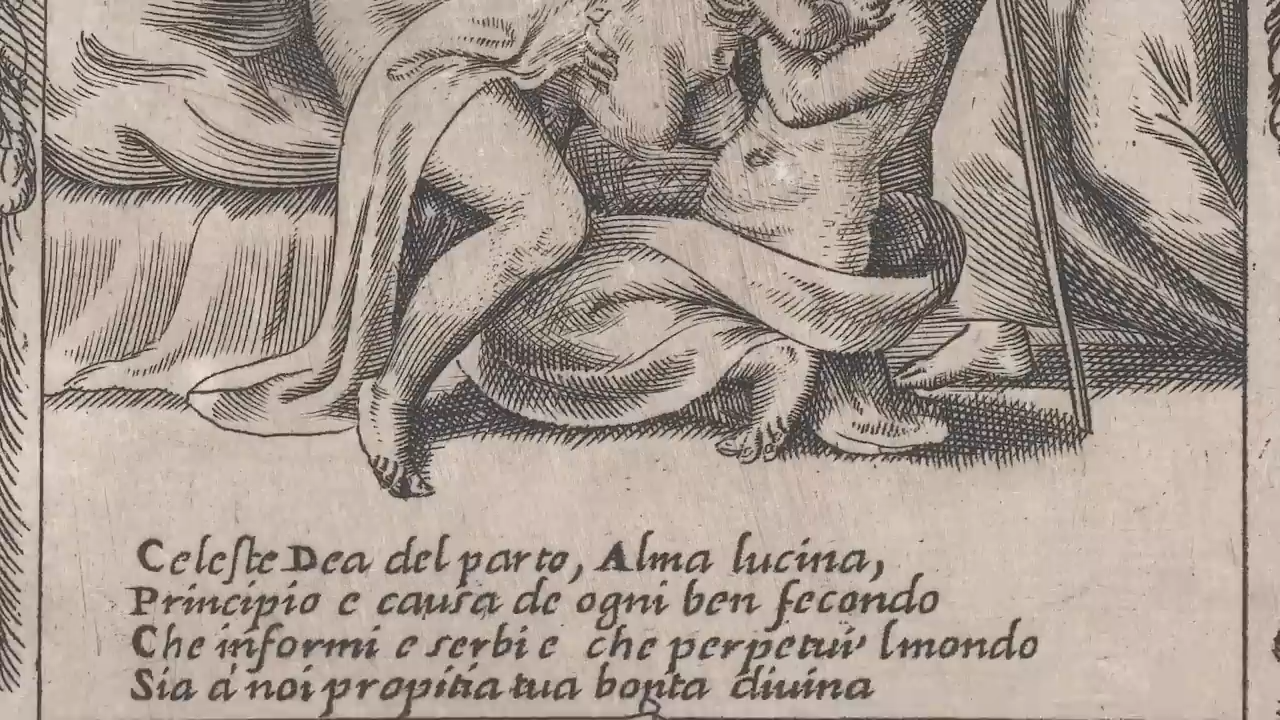 Celeſte Dea del parto, Alma lucina,
Principio e causa de ogni ben fecondo
Che informi e serbi e che perpetui lmondo
Sia á noi propitia tua bonta diuina